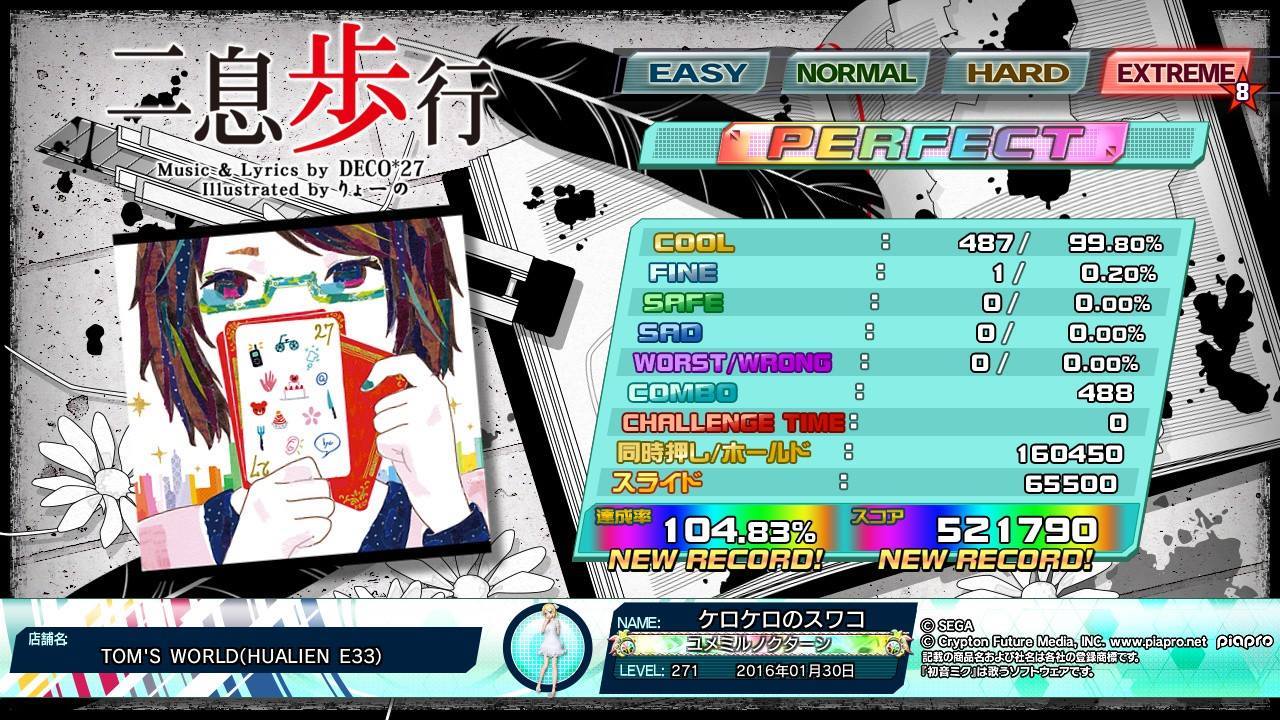 二息歩行
Music & Lyrics by DECO*27
Illustrated by りょーの
EASY
NORMAL
HARD
EXTREME
8
PERFECT
COOL : 487 / 99.80%
FINE : 1 / 0.20%
SAFE : 0 / 0.00%
SAD : 0 / 0.00%
WORST/WRONG : 0 / 0.00%
COMBO : 488
CHALLENGE TIME : 0
同時押し/ホールド : 160450
スライド : 65500
達成率 104.83%
NEW RECORD!
スコア 521790
NEW RECORD!
27
@
27
店舗名
TOM'S WORLD(HUALIEN E33)
NAME: ケロケロのスワコ
ユメミルノクターン
LEVEL: 271 2016年01月30日
© SEGA
© Crypton Future Media, INC. www.piapro.net piapro
記載の商品名および社名は各社の登録商標です。
『初音ミク』は歌うソフトウェアです。